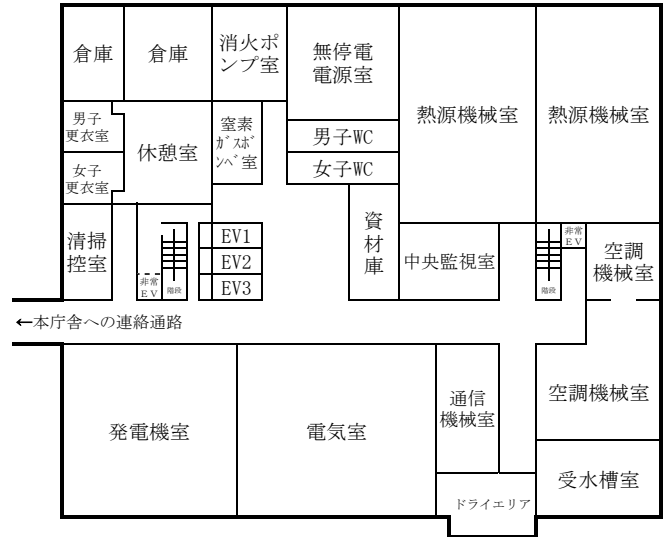 倉庫
倉庫
消火ポ
ンプ室
無停電
電源室
熱源機械室
熱源機械室
男子
更衣室
休憩室
窒素
ｶﾞｽﾎﾞ
ﾝﾍﾞ室
男子WC
女子WC
女子
更衣室
清掃
控室
非常
EV
階段
EV1
EV2
EV3
資
材
庫
中央監視室
階段
非常
EV
空調
機械室
←本庁舎への連絡通路
発電機室
電気室
通信
機械室
空調機械室
受水槽室
ドライエリア